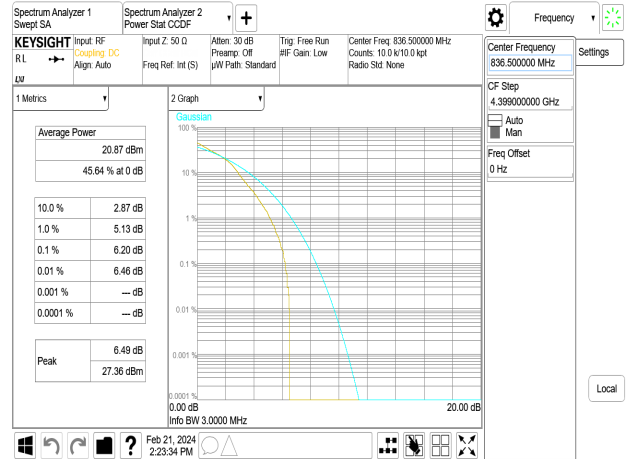 Spectrum Analyzer 1
Swept SA
Spectrum Analyzer 2
Power Stat CCDF
Frequency
KEYSIGHT
RL
LXI
Input: RF
Coupling: DC
Align: Auto
Input Z: 50 Ω
Freq Ref: Int (S)
Atten: 30 dB
Preamp: Off
µW Path: Standard
Trig: Free Run
#IF Gain: Low
Center Freq: 836.500000 MHz
Counts: 10.0 k/10.0 kpt
Radio Std: None
Center Frequency
836.500000 MHz
Settings
CF Step
4.399000000 GHz
Auto
Man
Freq Offset
0 Hz
Local
1 Metrics
Average Power
20.87 dBm
45.64 % at 0 dB
10.0 % 2.87 dB
1.0 % 5.13 dB
0.1 % 6.20 dB
0.01 % 6.46 dB
0.001 % --- dB
0.0001 % --- dB
Peak
6.49 dB
27.36 dBm
2 Graph
Gaussian
100 %
10 %
1 %
0.1 %
0.01 %
0.001 %
0.0001 %
0.00 dB 20.00 dB
Info BW 3.0000 MHz
?
Feb 21, 2024
2:23:34 PM